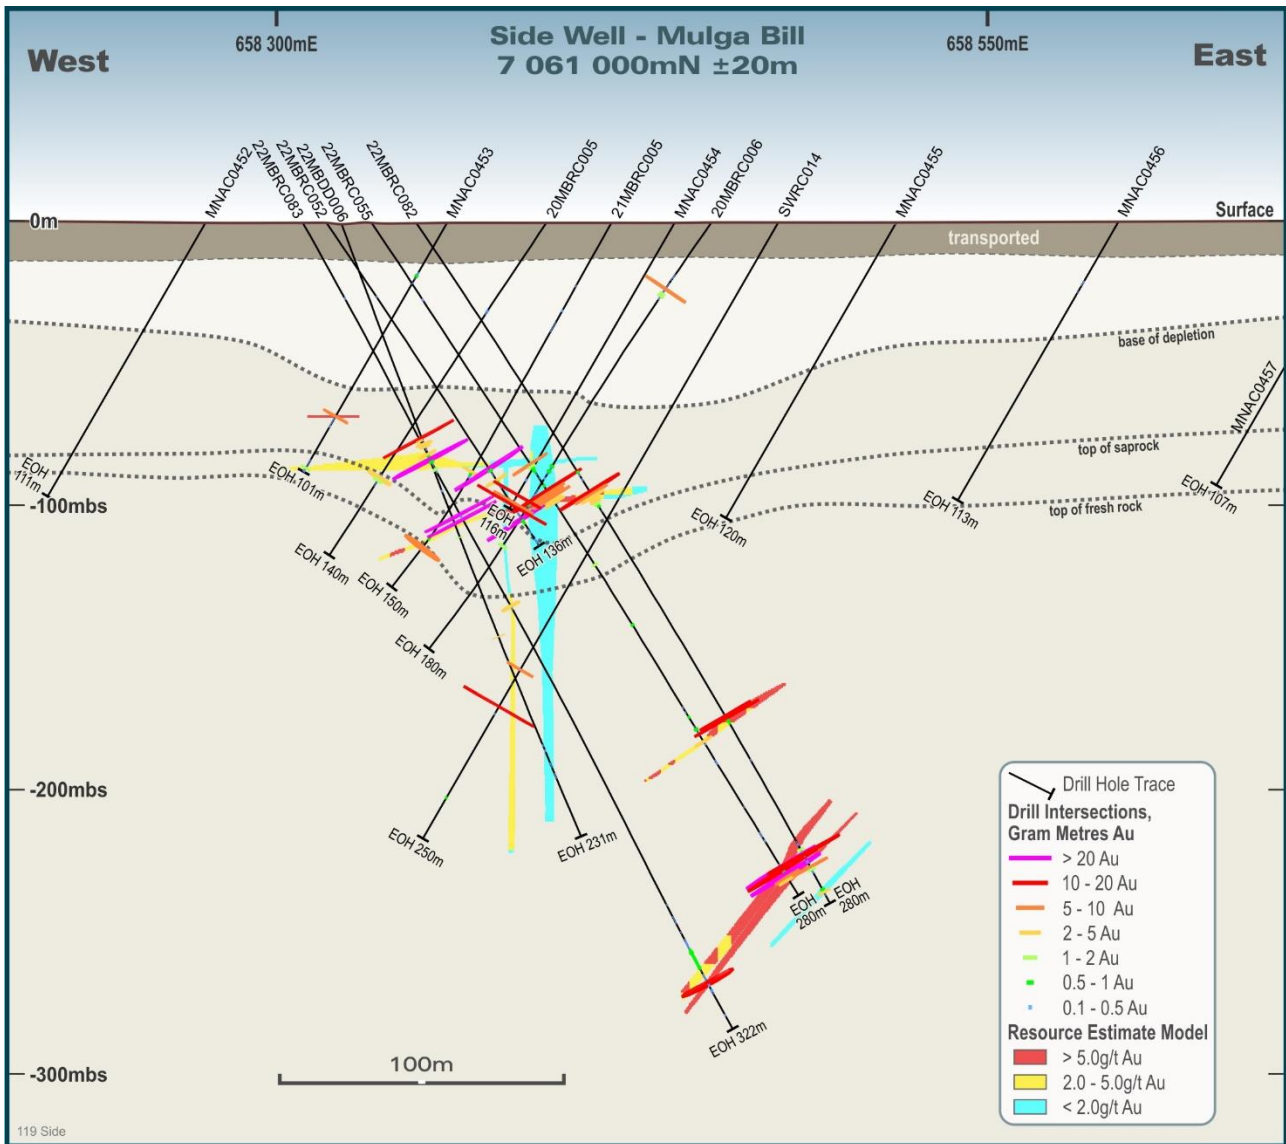 658 300mE
Side Well - Mulga Bill
658 550mE
West
7 061 000mN ±20m
East
MNAC0452
22MBRC083
22MBRC052
22MBDD006
22MBRC055
22MBRC082
MNAC0453
20MBRC005
21MBRC005
MNAC0454
20MBRC006
SWRC014
MNAC0455
MNAC0456
0m
Surface
transported
base of depletion
MNAC0457
top of saprock
top of fresh rock
EOH
111m
EOH 101m
-100mbs
EOH
116m
EOH 136m
EOH 120m
EOH 113m
EOH 107m
EOH 140m
EOH 150m
EOH 180m
-200mbs
EOH 250m
EOH 231m
EOH
280m
EOH
280m
EOH 322m
-300mbs
100m
Drill Hole Trace
Drill Intersections,
Gram Metres Au
> 20 Au
10 - 20 Au
5 - 10 Au
2 - 5 Au
1 - 2 Au
0.5 - 1 Au
0.1 - 0.5 Au
Resource Estimate Model
> 5.0g/t Au
2.0 - 5.0g/t Au
< 2.0g/t Au
119 Side